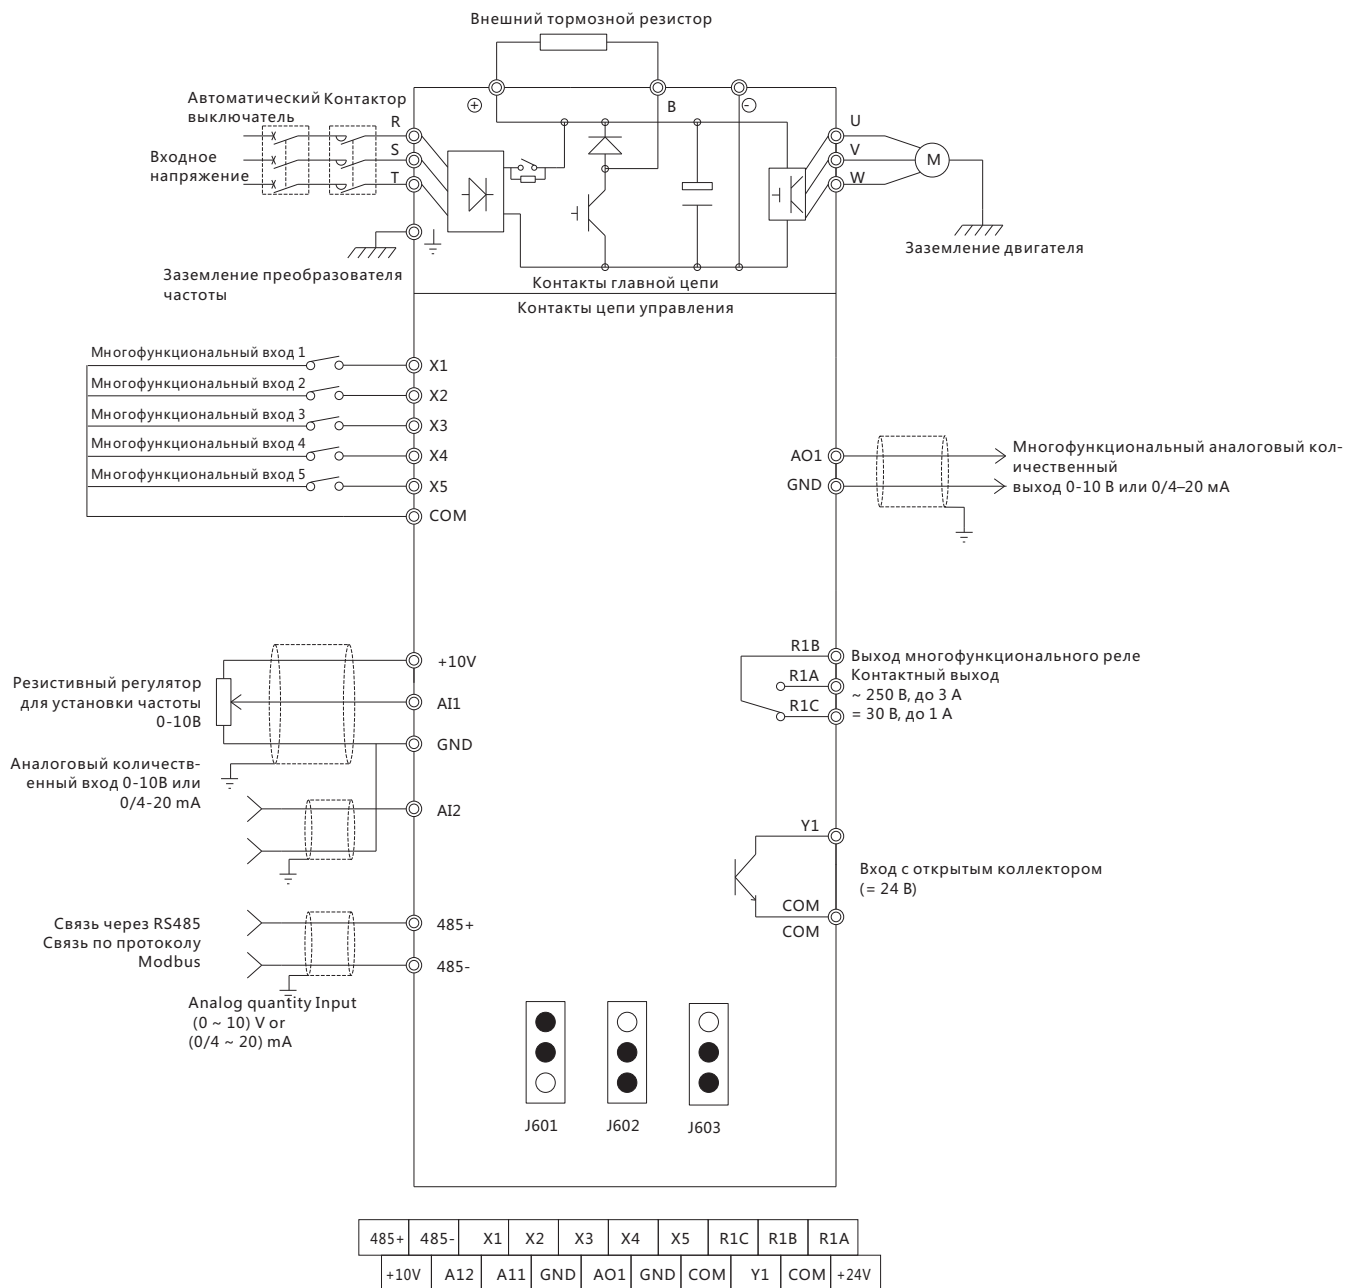 Внешний тормозной резистор
Автоматический Контактор
выключатель
Входное
напряжение
R
S
T
+
B
-
U
V
W
M
Заземление двигателя
Заземление преобразователя
частоты
Контакты главной цепи
Контакты цепи управления
Многофункциональный вход 1
X1
Многофункциональный вход 2
X2
Многофункциональный вход 3
X3
Многофункциональный вход 4
X4
Многофункциональный вход 5
X5
COM
AO1
GND
Многофункциональный аналоговый кол-
ичественный
выход 0-10 В или 0/4–20 мА
+10V
Резистивный регулятор
для установки частоты
0-10В
AI1
GND
Аналоговый количеств-
енный вход 0-10В или
0/4-20 mA
AI2
R1B
R1A
R1C
Выход многофункционального реле
Контактный выход
~ 250 В, до 3 А
= 30 В, до 1 А
Y1
Вход с открытым коллектором
(= 24 В)
COM
COM
Связь через RS485
Связь по протоколу
Modbus
485+
485-
Analog quantity Input
(0 ~ 10) V or
(0/4 ~ 20) mA
J601 J602 J603
485+ 485- X1 X2 X3 X4 X5 R1C R1B R1A
+10V A12 A11 GND AO1 GND COM Y1 COM +24V